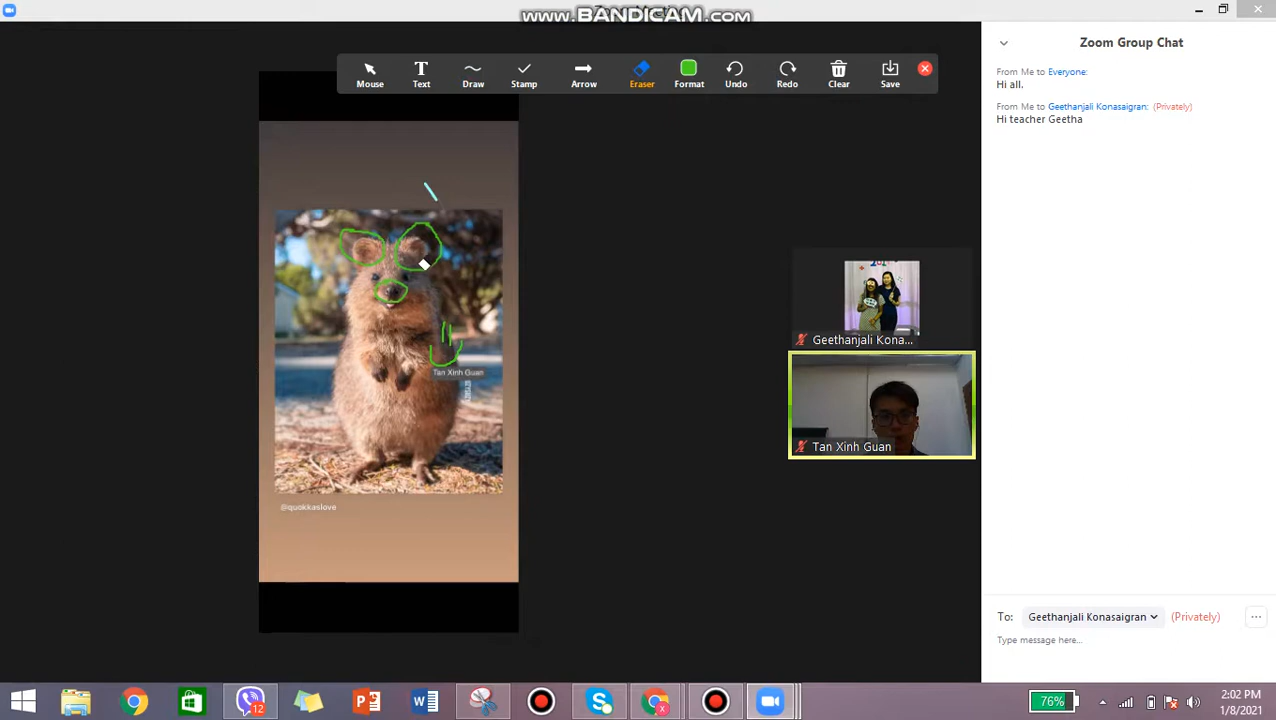 www.BANDICAM.com
Mouse
Text
Draw
Stamp
Arrow
Eraser
Format
Undo
Redo
Clear
Save
Tan Xinh Guan
@quokkaslove
Geethanjali Kona...
Tan Xinh Guan
Zoom Group Chat
From Me to Everyone:
Hi all.
From Me to Geethanjali Konasaigran: (Privately)
Hi teacher Geetha
To: Geethanjali Konasaigran (Privately)
Type message here...
12
76%
2:02 PM
1/8/2021